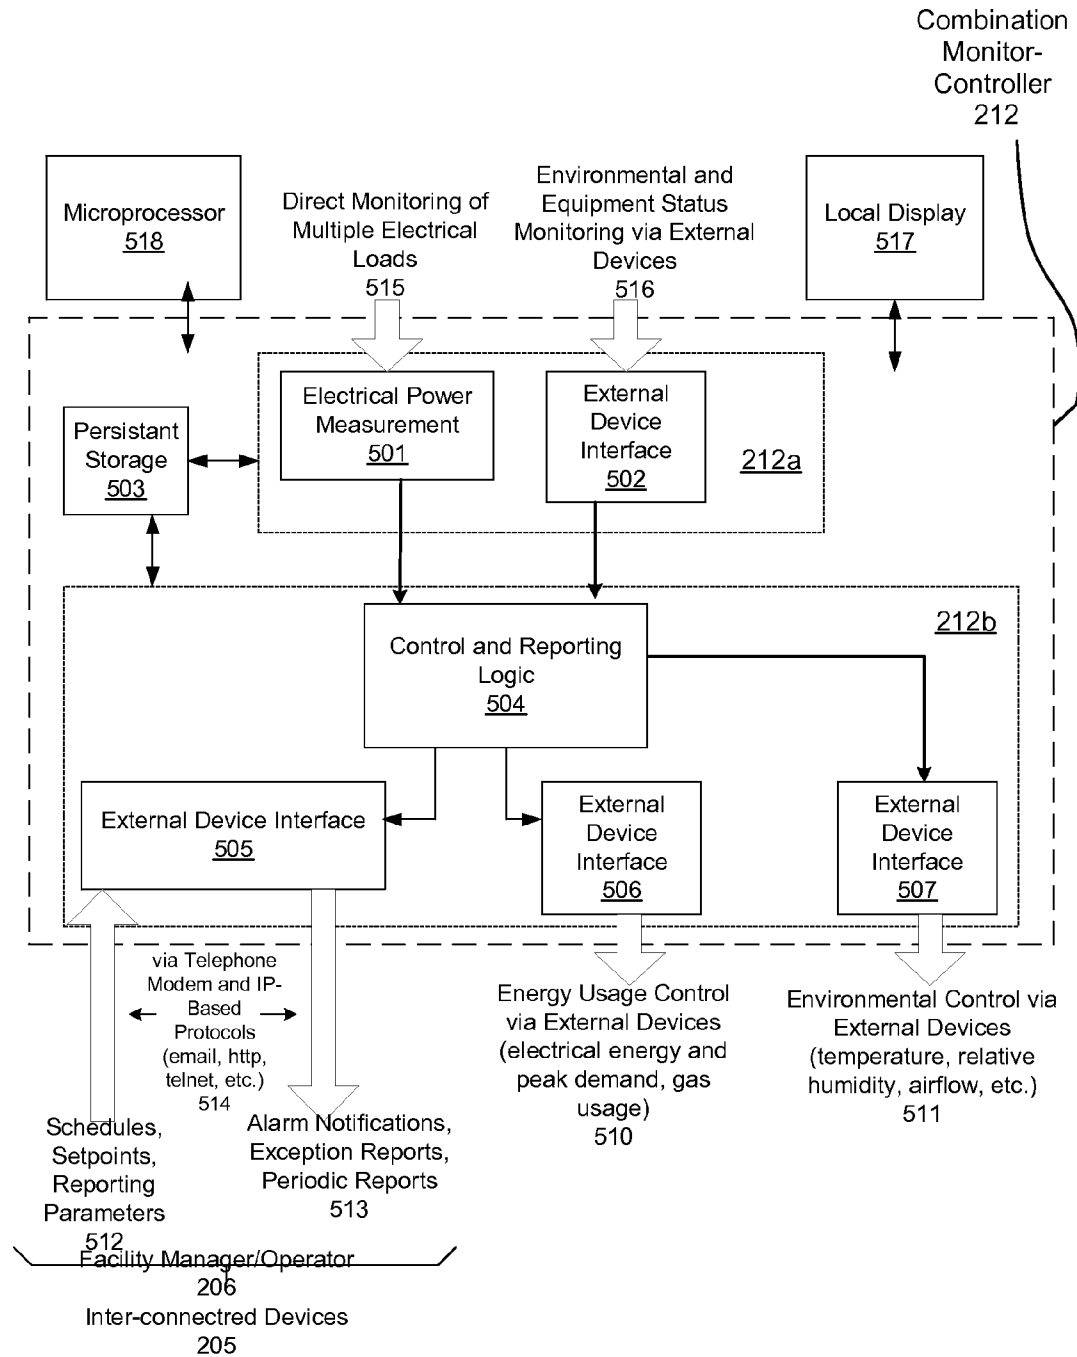 Combination
Monitor-
Controller
212
Microprocessor
518
Direct Monitoring of
Multiple Electrical
Loads
515
Environmental and
Equipment Status
Monitoring via External
Devices
516
Local Display
517
Persistant
Storage
503
Electrical Power
Measurement
501
External
Device
Interface
502
212a
212b
Control and Reporting
Logic
504
External Device Interface
505
External
Device
Interface
506
External
Device
Interface
507
via Telephone
Modem and IP-
Based
Protocols
(email, http,
telnet, etc.)
514
Energy Usage Control
via External Devices
(electrical energy and
peak demand, gas
usage)
510
Environmental Control via
External Devices
(temperature, relative
humidity, airflow, etc.)
511
Schedules,
Setpoints,
Reporting
Parameters
512
Alarm Notifications,
Exception Reports,
Periodic Reports
513
Facility Manager/Operator
206
Inter-connectred Devices
205